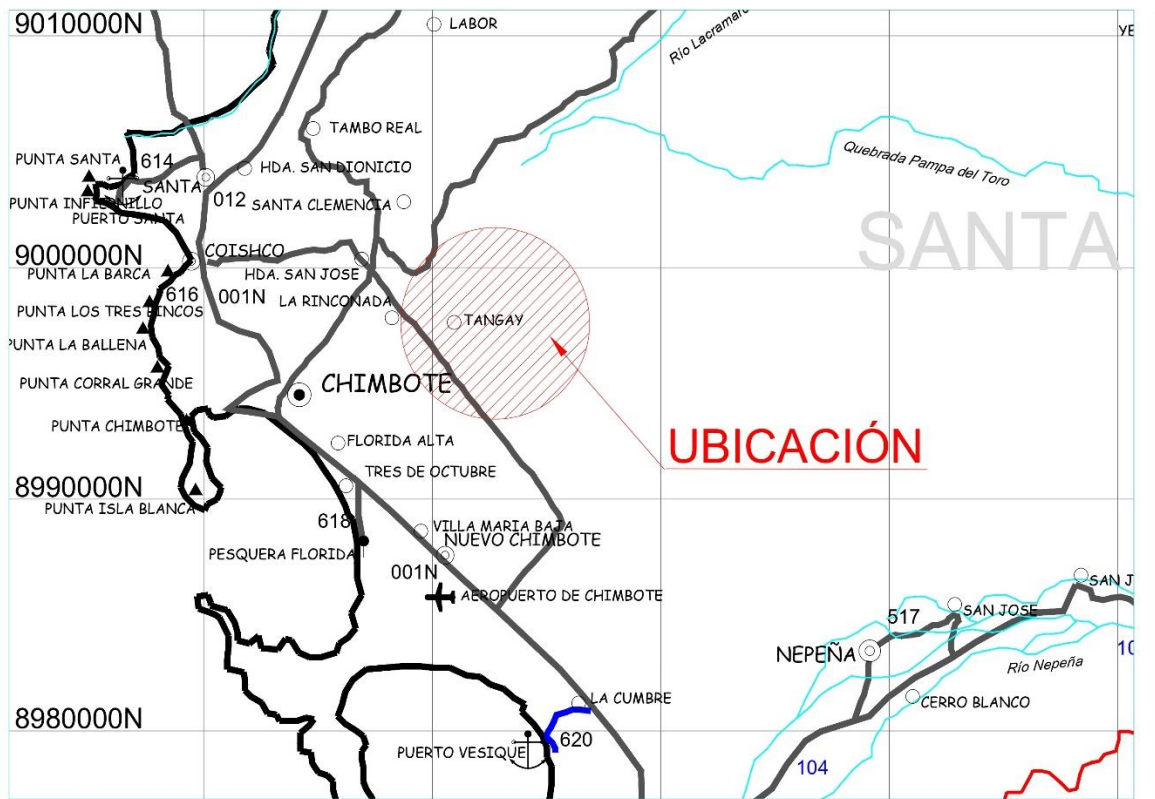 9010000N
LABOR
Río Lacramarc
YE
TAMBO REAL
PUNTA SANTA
614
HDA. SAN DIONICIO
Quebrada Pampa del Toro
SANTA
012
PUNTA INFIERNILLO
SANTA CLEMENCIA
PUERTO SANTA
SANTA
9000000N
COISHCO
PUNTA LA BARCA
HDA. SAN JOSE
616
001N
LA RINCONADA
PUNTA LOS TRES PINCOS
TANGAY
PUNTA LA BALLENA
PUNTA CORRAL GRANDE
CHIMBOTE
PUNTA CHIMBOTE
FLORIDA ALTA
UBICACIÓN
TRES DE OCTUBRE
8990000N
PUNTA ISLA BLANCA
618
VILLA MARIA BAJA
NUEVO CHIMBOTE
PESQUERA FLORIDA
001N
AEROPUERTO DE CHIMBOTE
SAN J
SAN JOSE
517
NEPEÑA
10
Río Nepeña
LA CUMBRE
CERRO BLANCO
8980000N
620
PUERTO VESIQUE
104